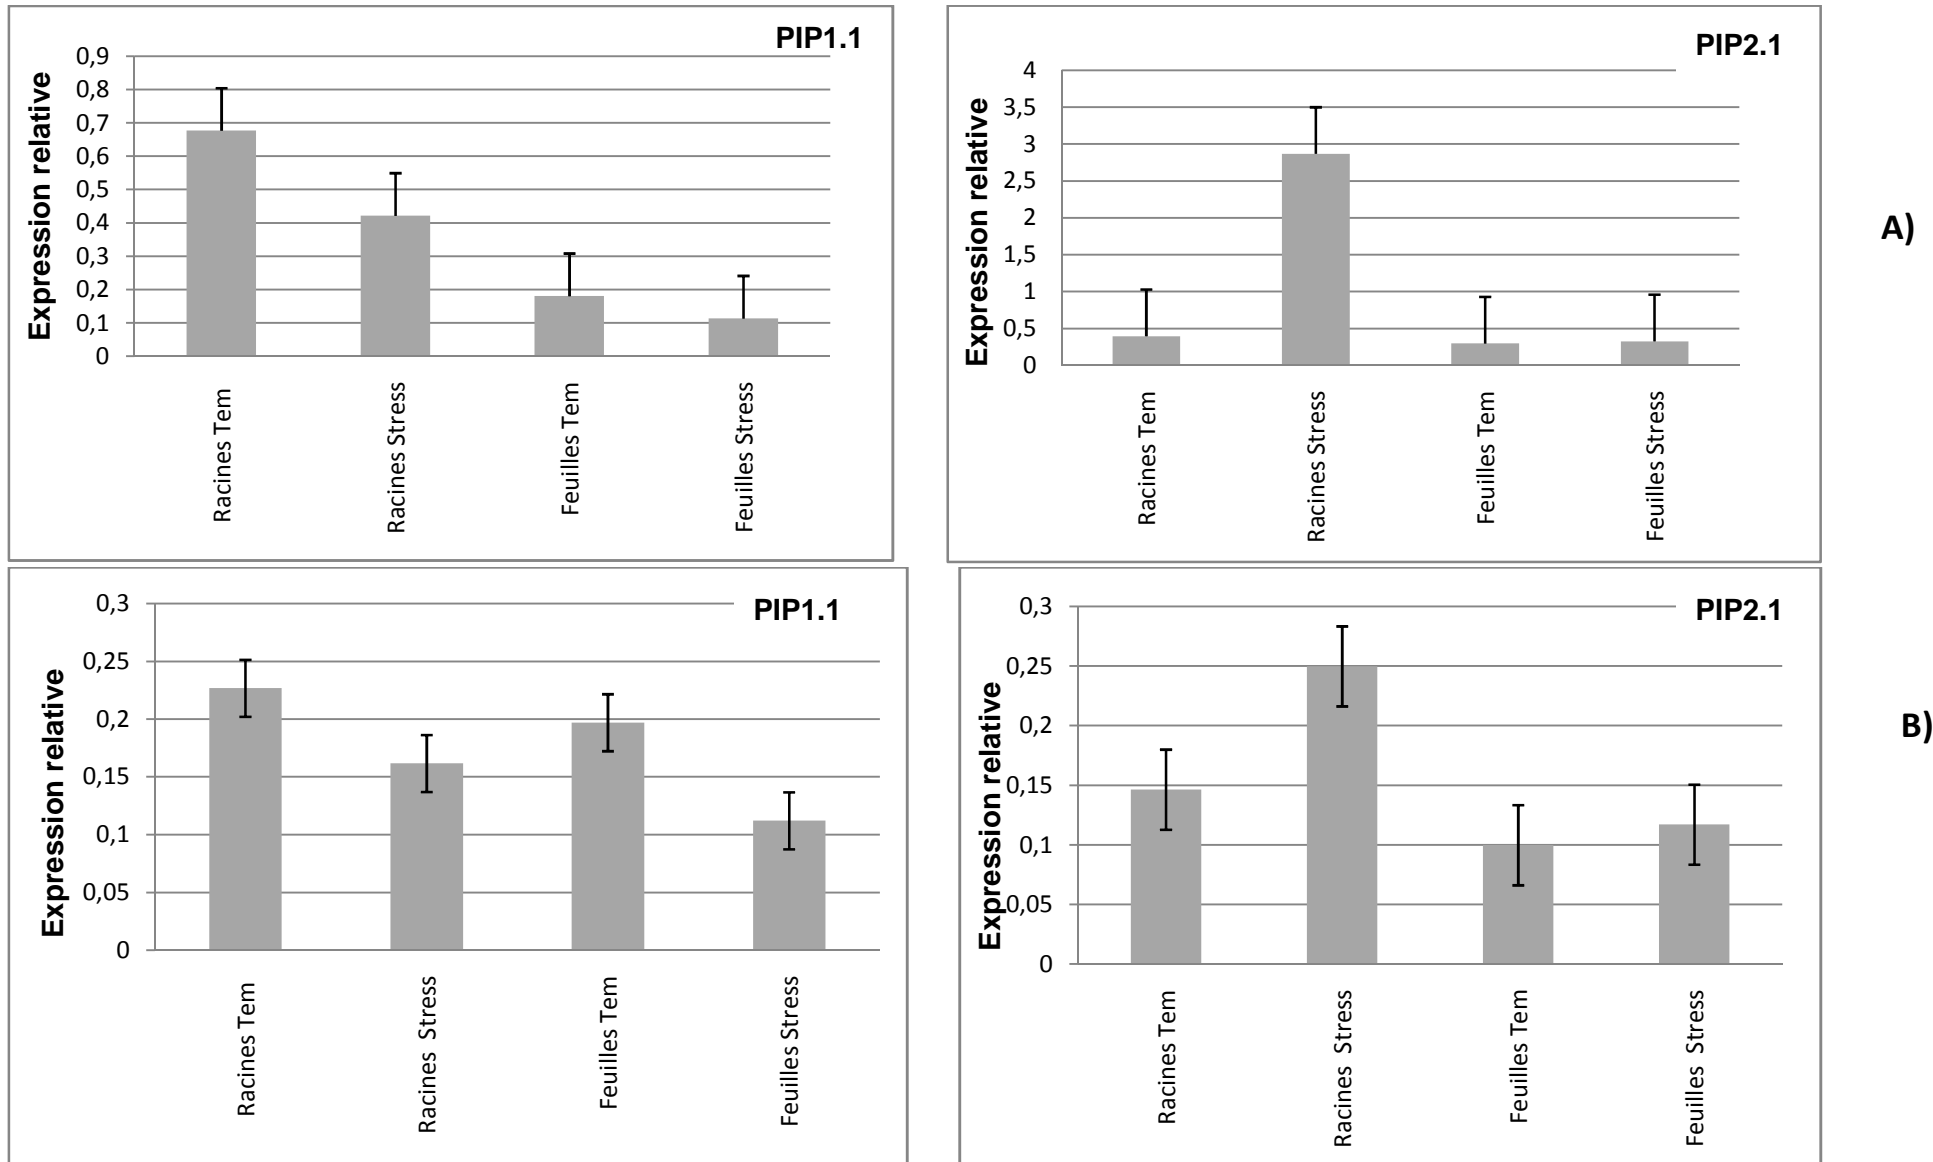 PIP1.1
Expression relative
0,9
0,8
0,7
0,6
0,5
0,4
0,3
0,2
0,1
0
Racines Tem
Racines Stress
Feuilles Tem
Feuilles Stress
PIP2.1
Expression relative
4
3,5
3
2,5
2
1,5
1
0,5
0
Racines Tem
Racines Stress
Feuilles Tem
Feuilles Stress
A)
PIP1.1
Expression relative
0,3
0,25
0,2
0,15
0,1
0,05
0
Racines Tem
Racines Stress
Feuilles Tem
Feuilles Stress
PIP2.1
Expression relative
0,3
0,25
0,2
0,15
0,1
0,05
0
Racines Tem
Racines Stress
Feuilles Tem
Feuilles Stress
B)